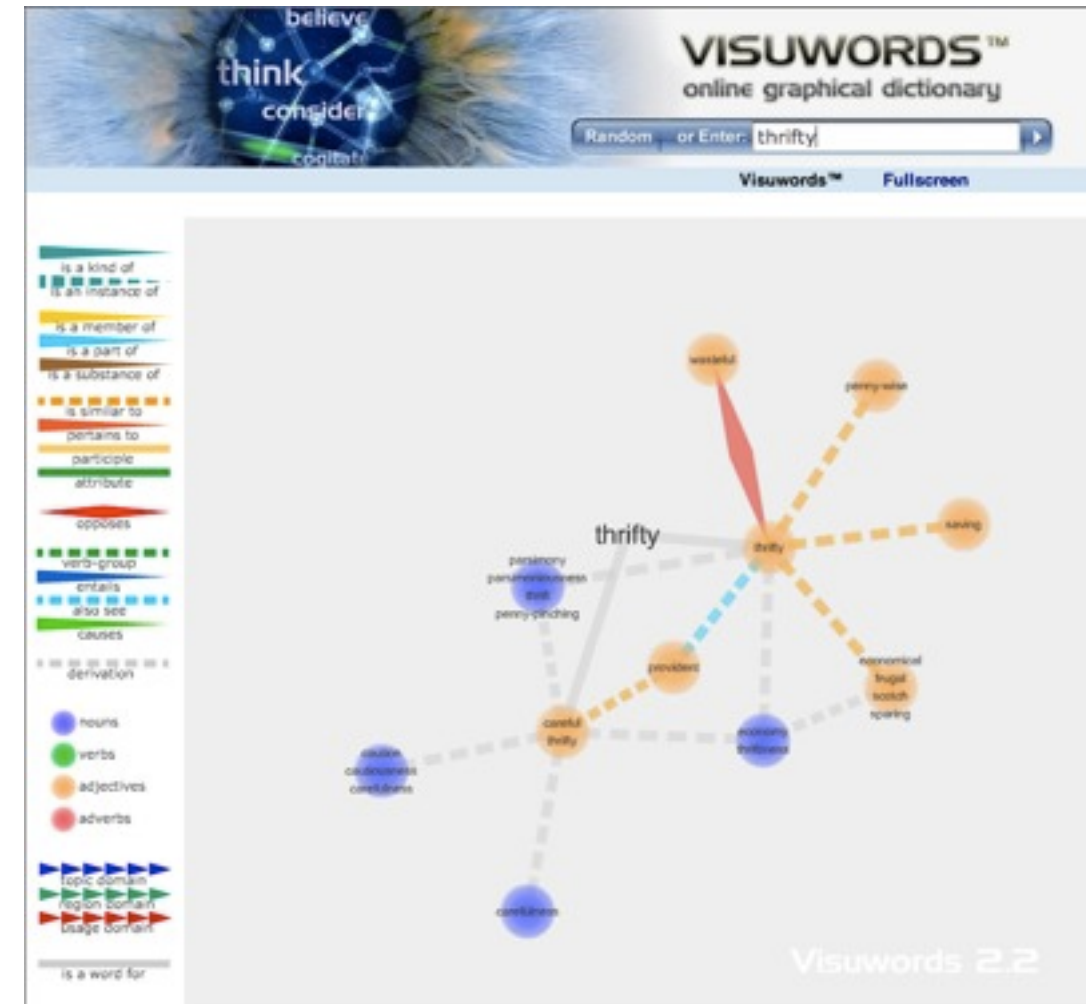 believe
think
consider
cogitate
VISUWORDS™
online graphical dictionary
Random or Enter: thrifty
Visuwords™ Fullscreen
is a kind of
is an instance of
is a member of
is a part of
is a substance of
is similar to
pertains to
participle
attribute
opposes
verb-group
entails
also see
causes
derivation
nouns
verbs
adjectives
adverbs
topic domain
region domain
usage domain
is a word for
wasteful
penny-wise
saving
thrifty
thrifty
parsimony
parsimoniousness
thrift
penny-pinching
provident
economical
frugal
scotch
sparing
careful
thrifty
economy
thriftiness
caution
cautiousness
carefulness
carefulness
Visuwords 2.2